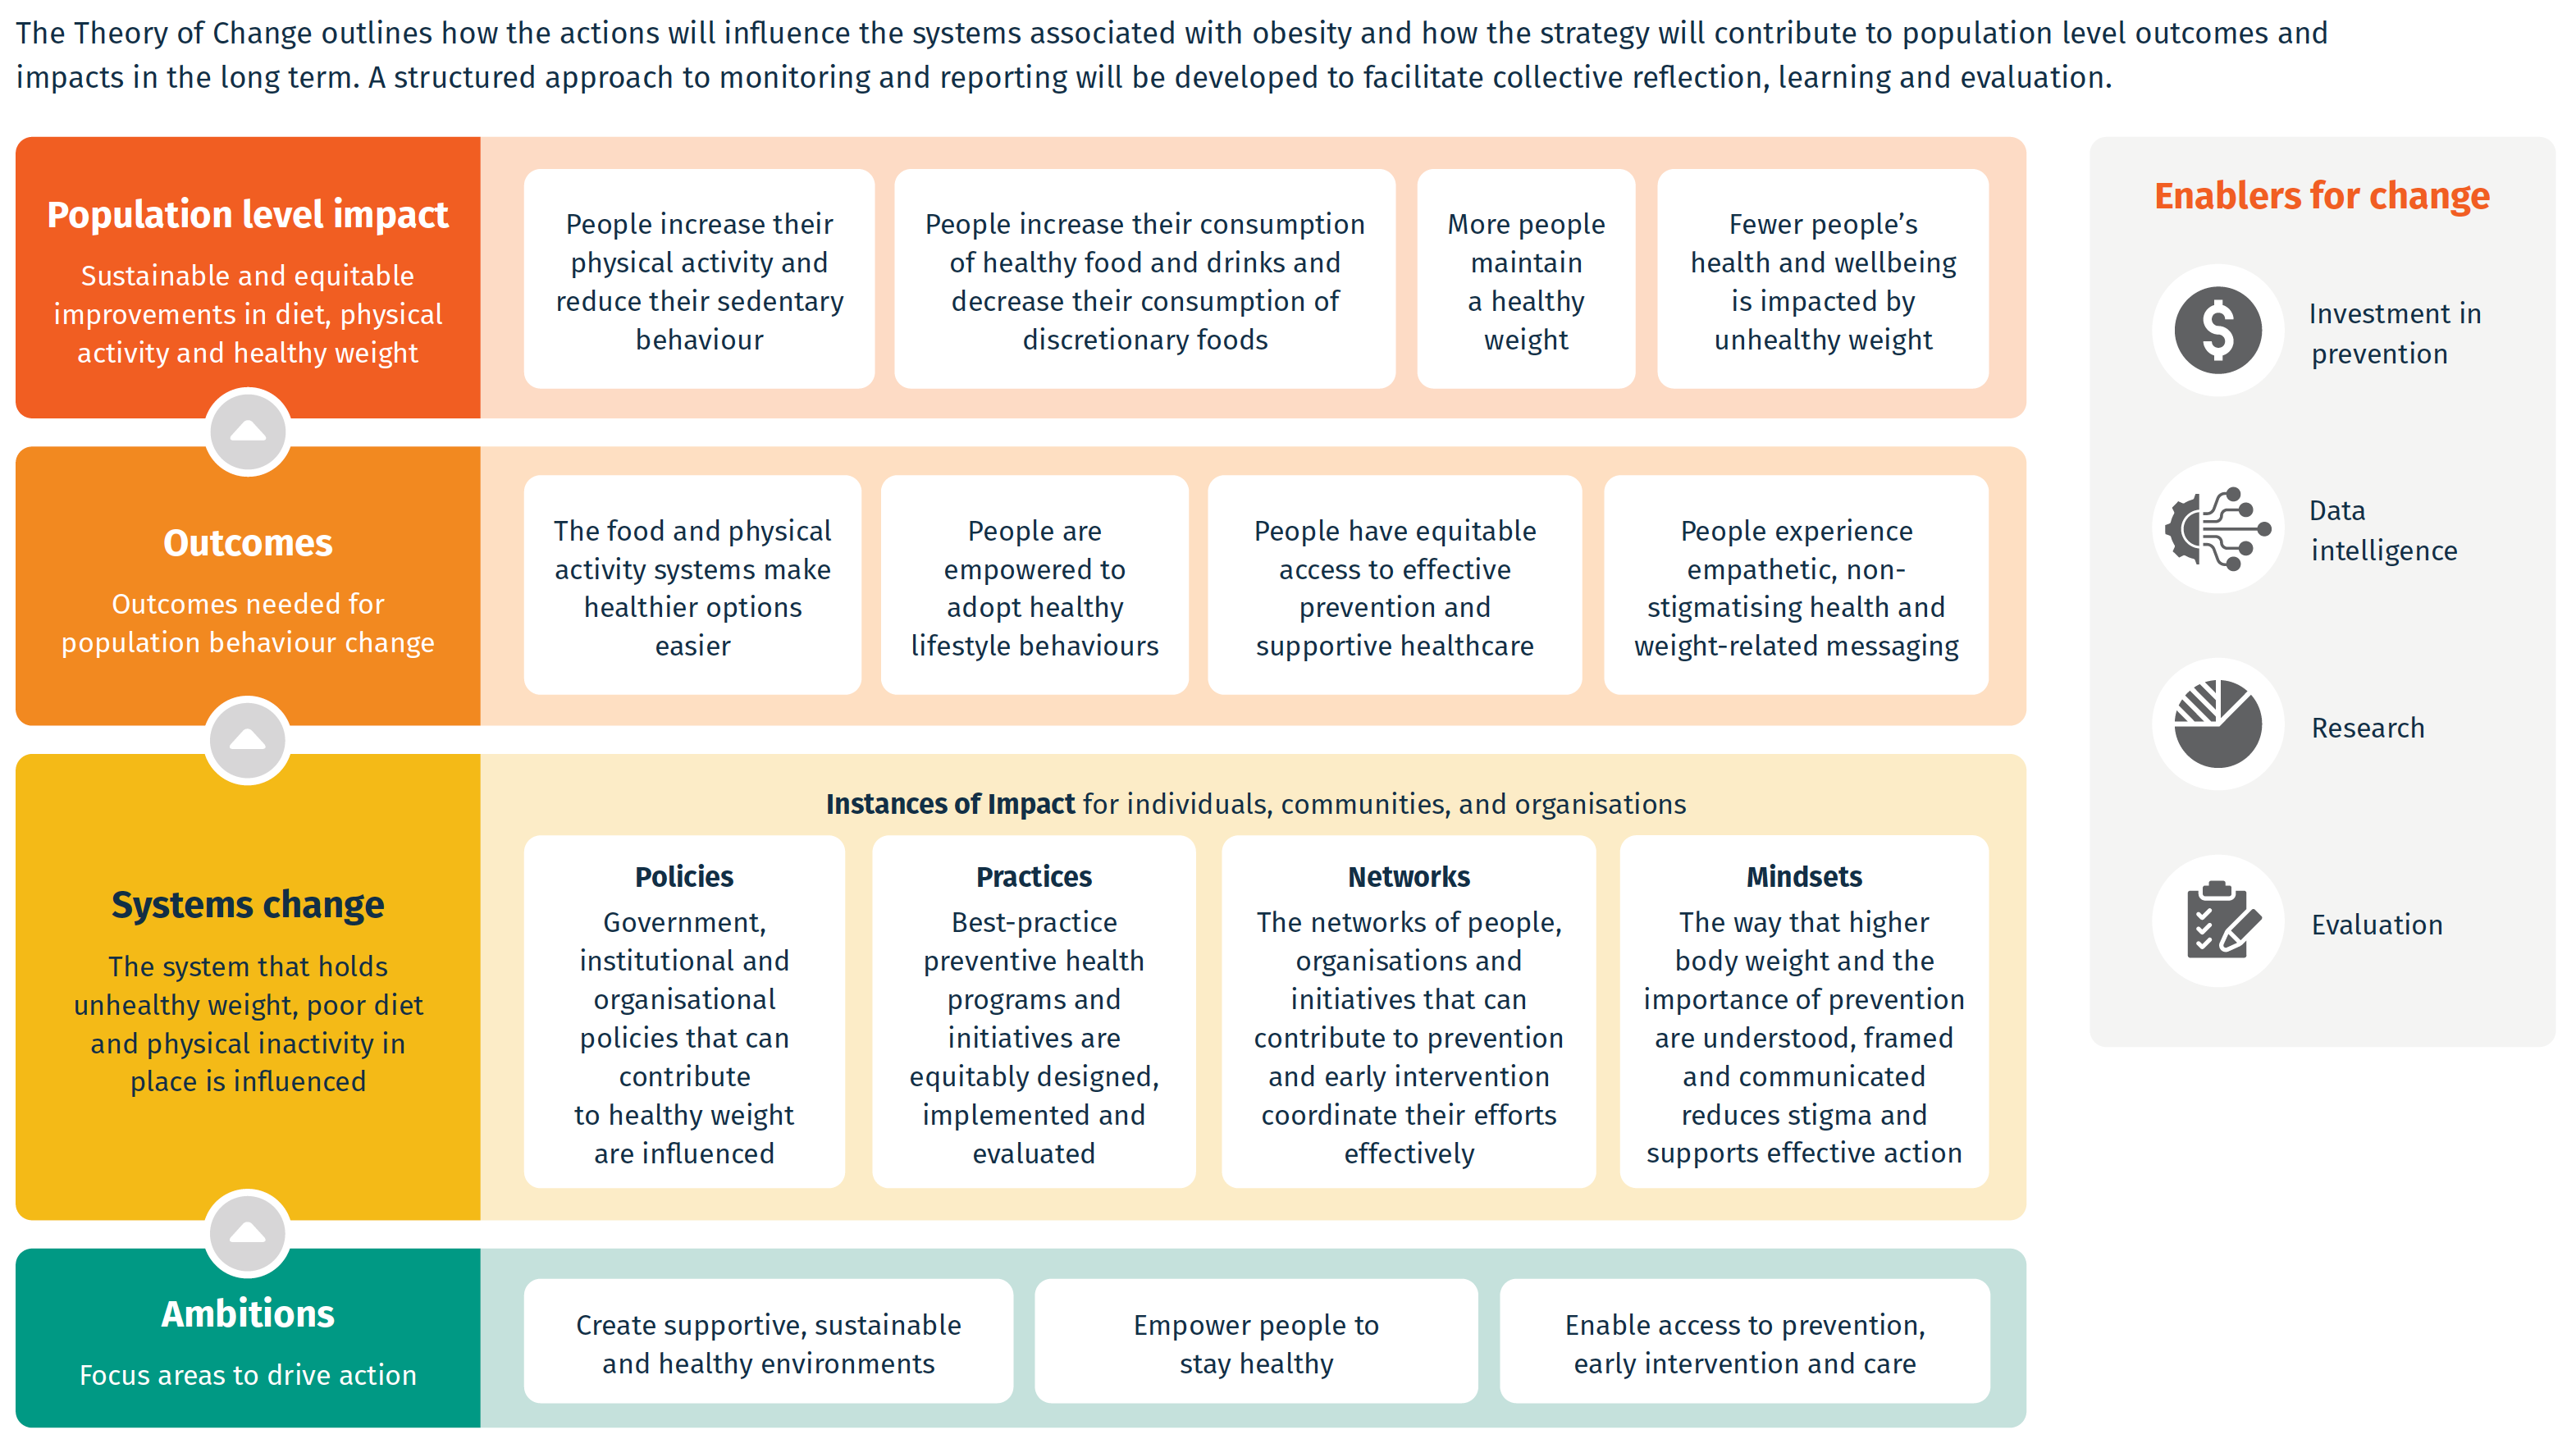 The Theory of Change outlines how the actions will influence the systems associated with obesity and how the strategy will contribute to population level outcomes and
impacts in the long term. A structured approach to monitoring and reporting will be developed to facilitate collective reflection, learning and evaluation.
Population level impact
Sustainable and equitable
improvements in diet, physical
activity and healthy weight
People increase their
physical activity and
reduce their sedentary
behaviour
People increase their consumption
of healthy food and drinks and
decrease their consumption of
discretionary foods
More people
maintain
a healthy
weight
Fewer people’s
health and wellbeing
is impacted by
unhealthy weight
Outcomes
Outcomes needed for
population behaviour change
The food and physical
activity systems make
healthier options
easier
People are
empowered to
adopt healthy
lifestyle behaviours
People have equitable
access to effective
prevention and
supportive healthcare
People experience
empathetic, non-
stigmatising health and
weight-related messaging
Systems change
The system that holds
unhealthy weight, poor diet
and physical inactivity in
place is influenced
Instances of Impact for individuals, communities, and organisations
Policies
Government,
institutional and
organisational
policies that can
contribute
to healthy weight
are influenced
Practices
Best-practice
preventive health
programs and
initiatives are
equitably designed,
implemented and
evaluated
Networks
The networks of people,
organisations and
initiatives that can
contribute to prevention
and early intervention
coordinate their efforts
effectively
Mindsets
The way that higher
body weight and the
importance of prevention
are understood, framed
and communicated
reduces stigma and
supports effective action
Ambitions
Focus areas to drive action
Create supportive, sustainable
and healthy environments
Empower people to
stay healthy
Enable access to prevention,
early intervention and care
Enablers for change
$
Investment in
prevention
Data
intelligence
Research
Evaluation